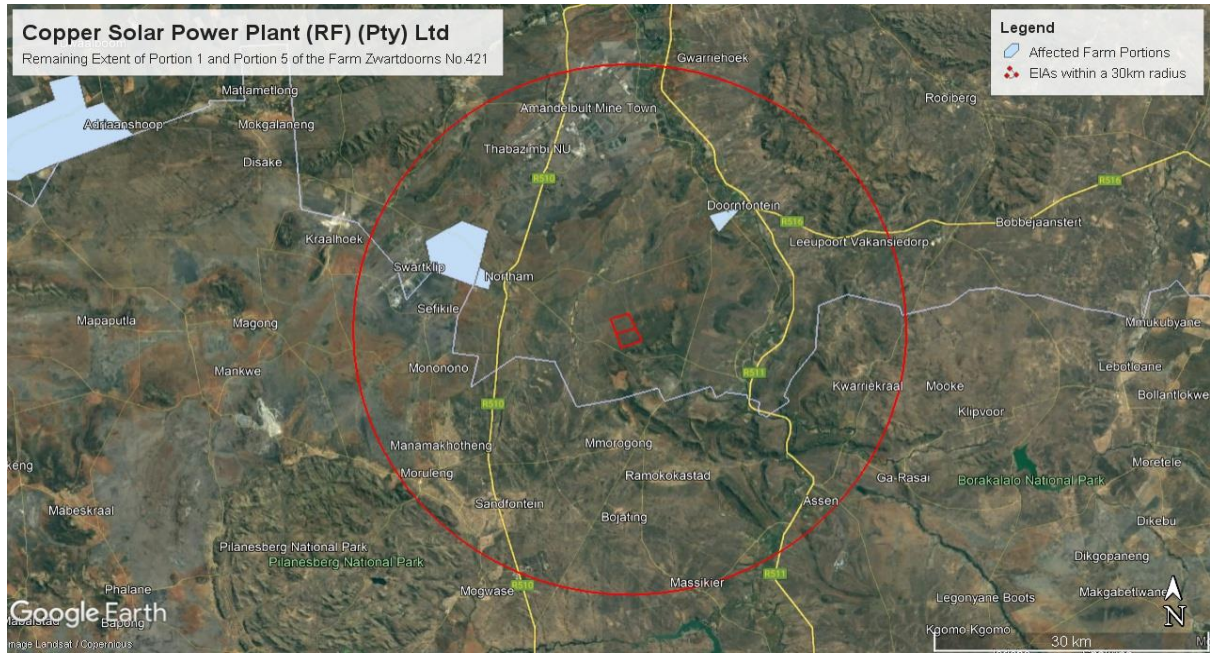 Copper Solar Power Plant (RF) (Pty) Ltd
Remaining Extent of Portion 1 and Portion 5 of the Farm Zwartdoorns No.421
Legend
Affected Farm Portions
EIAs within a 30km radius
Gwarriehoek
Matlametlong
Rooiberg
Amandelbult Mine Town
Adriaanshoop
Mokgalaneng
Thabazimbi NU
Disake
R510
R516
Doornfontein
R516
Bobbejaanstert
Kraalhoek
Leeupoort Vakansiedorp
Swartklip
Northam
Sefikile
Mapaputla
Magong
Mmukubyane
Mankwe
Mononono
R511
Lebotloane
Kwarriekraal
Mooke
Bollantlokwe
R510
Klipvoor
Manamakhotheng
Mmorogong
Moruleng
Ramokokastad
Ga-Rasai
Borakalalo National Park
Moretele
Mabeskraal
Sandfontein
Assen
Bojating
Dikebu
Pilanesberg National Park
Pilanesberg National Park
Dikgopaneng
Phalane
Mogwase
R510
Massikier
R511
Legonyane Boots
Makgabetlwane
Google Earth
Bapong
N
Kgomo Kgomo
30 km
Image Landsat / Copernicus